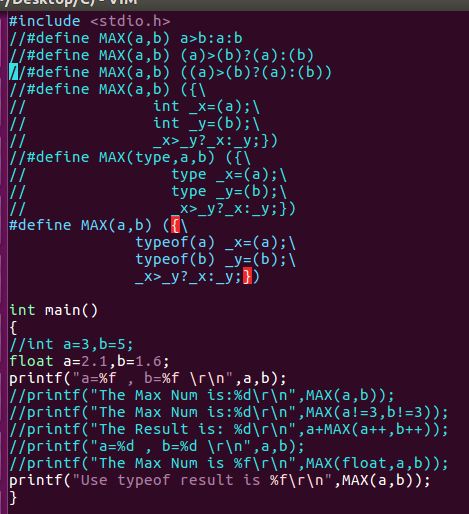 ~/Desktop/C) - VIM
#include <stdio.h>
//#define MAX(a,b) a>b:a:b
//#define MAX(a,b) (a)>(b)?(a):(b)
//#define MAX(a,b) ((a)>(b)?(a):(b))
//#define MAX(a,b) ({\
// int _x=(a);\
// int _y=(b);\
// _x>_y?_x:_y;})
//#define MAX(type,a,b) ({\
// type _x=(a);\
// type _y=(b);\
// _x>_y?_x:_y;})
#define MAX(a,b) ({\
typeof(a) _x=(a);\
typeof(b) _y=(b);\
_x>_y?_x:_y;})
int main()
{
//int a=3,b=5;
float a=2.1,b=1.6;
printf("a=%f , b=%f \r\n",a,b);
//printf("The Max Num is:%d\r\n",MAX(a,b));
//printf("The Max Num is:%d\r\n",MAX(a!=3,b!=3));
//printf("The Result is: %d\r\n",a+MAX(a++,b++));
//printf("a=%d , b=%d \r\n",a,b);
//printf("The Max Num is %f\r\n",MAX(float,a,b));
printf("Use typeof result is %f\r\n",MAX(a,b));
}